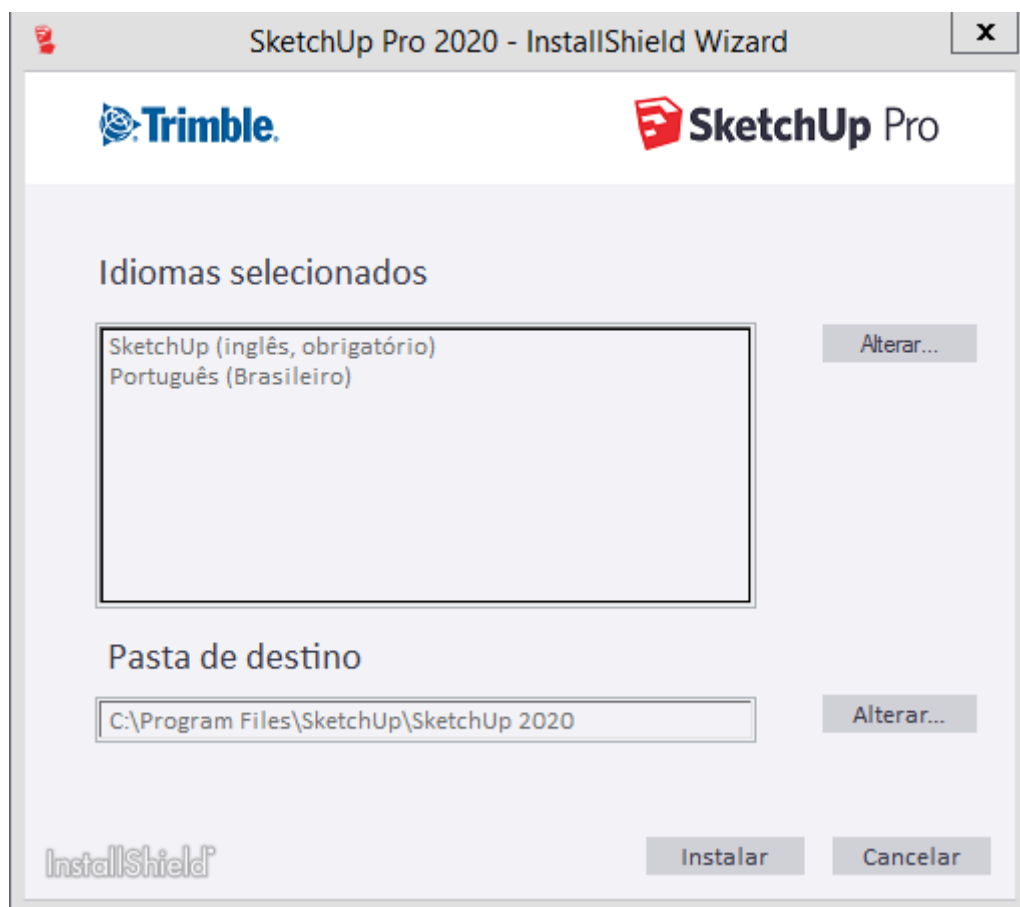 SketchUp Pro 2020 - InstallShield Wizard
x
Trimble.
SketchUp Pro
Idiomas selecionados
SketchUp (inglês, obrigatório)
Português (Brasileiro)
Alterar...
Pasta de destino
C:\Program Files\SketchUp\SketchUp 2020
Alterar...
InstallShield
Instalar
Cancelar